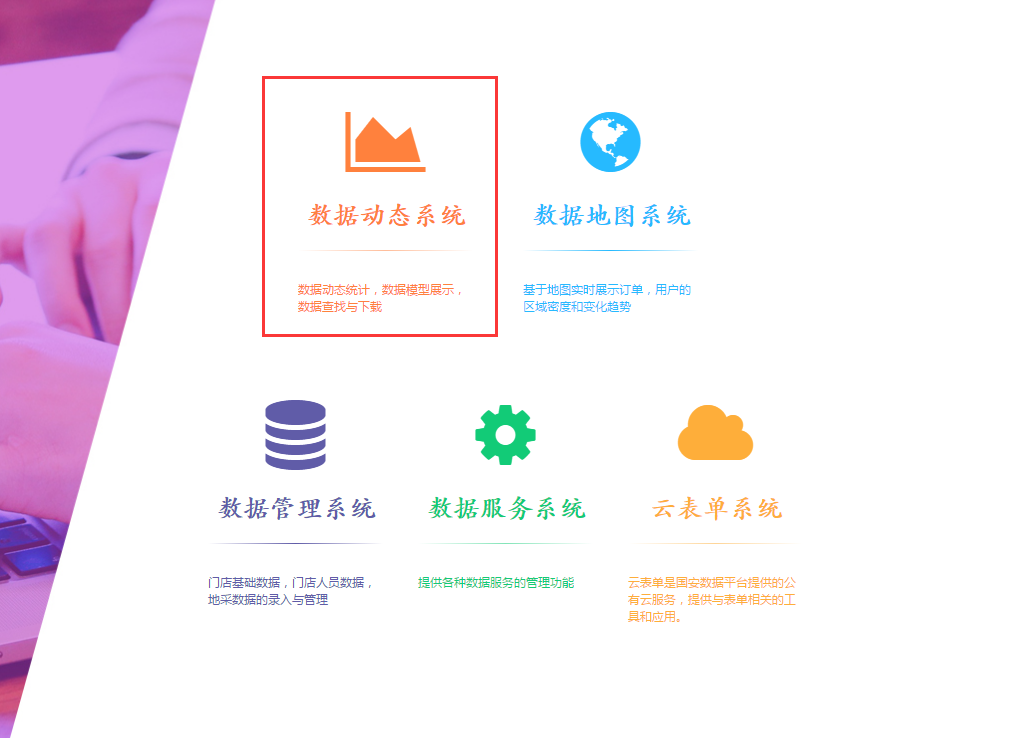 数据动态系统
数据动态统计，数据模型展示，
数据查找与下载
数据地图系统
基于地图实时展示订单，用户的
区域密度和变化趋势
数据管理系统
门店基础数据，门店人员数据，
地采数据的录入与管理
数据服务系统
提供各种数据服务的管理功能
云表单系统
云表单是国安数据平台提供的公
有云服务，提供与表单相关的工
具和应用。